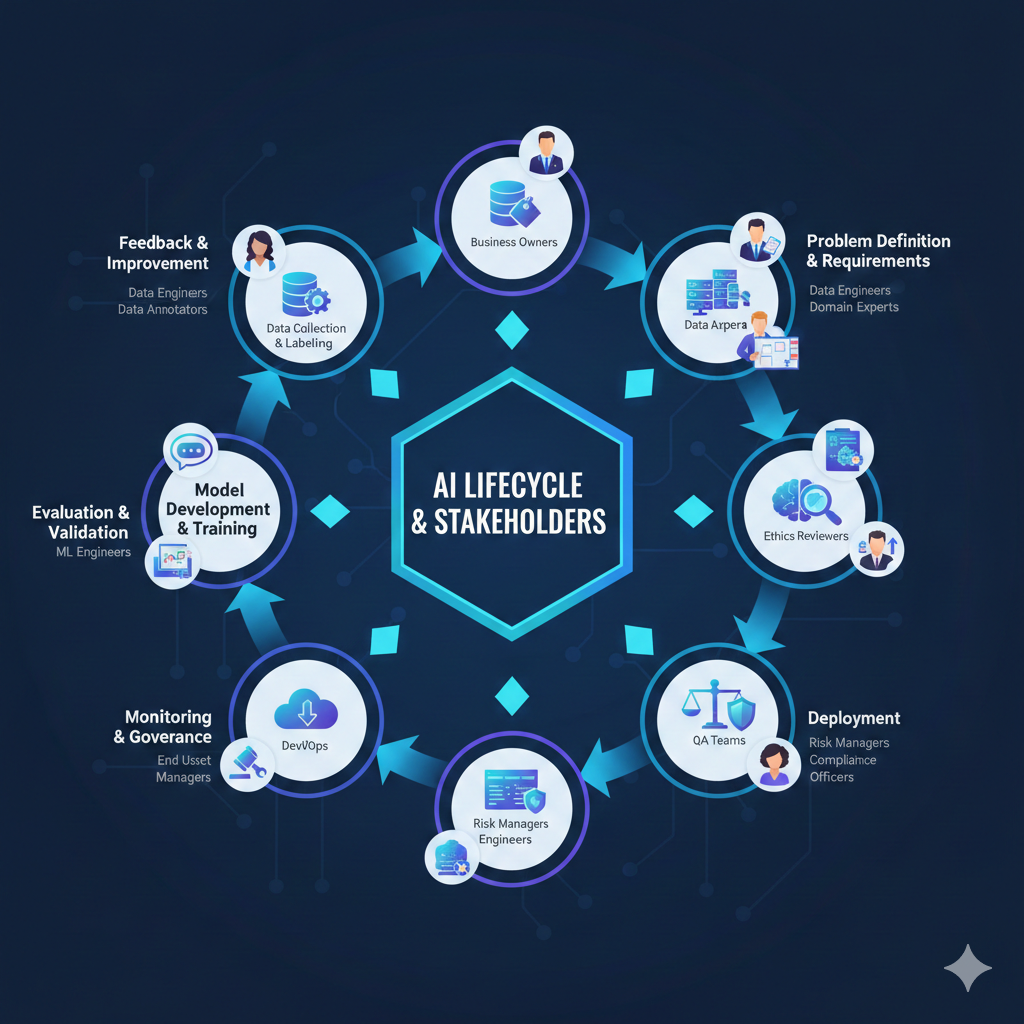 Business Owners
Feedback &
Improvement
Data Engineers
Data Annotators
Data Collection
& Labeling
Data Arpera
Problem Definition
& Requirements
Data Engineers
Domain Experts
AI LIFECYCLE
& STAKEHOLDERS
Evaluation &
Validation
ML Engineers
Model
Development
& Training
Ethics Reviewers
Monitoring
& Goverance
End Usset
Managers
DevVOps
QA Teams
Deployment
Risk Managers
Compliance
Officers
Risk Managers
Engineers